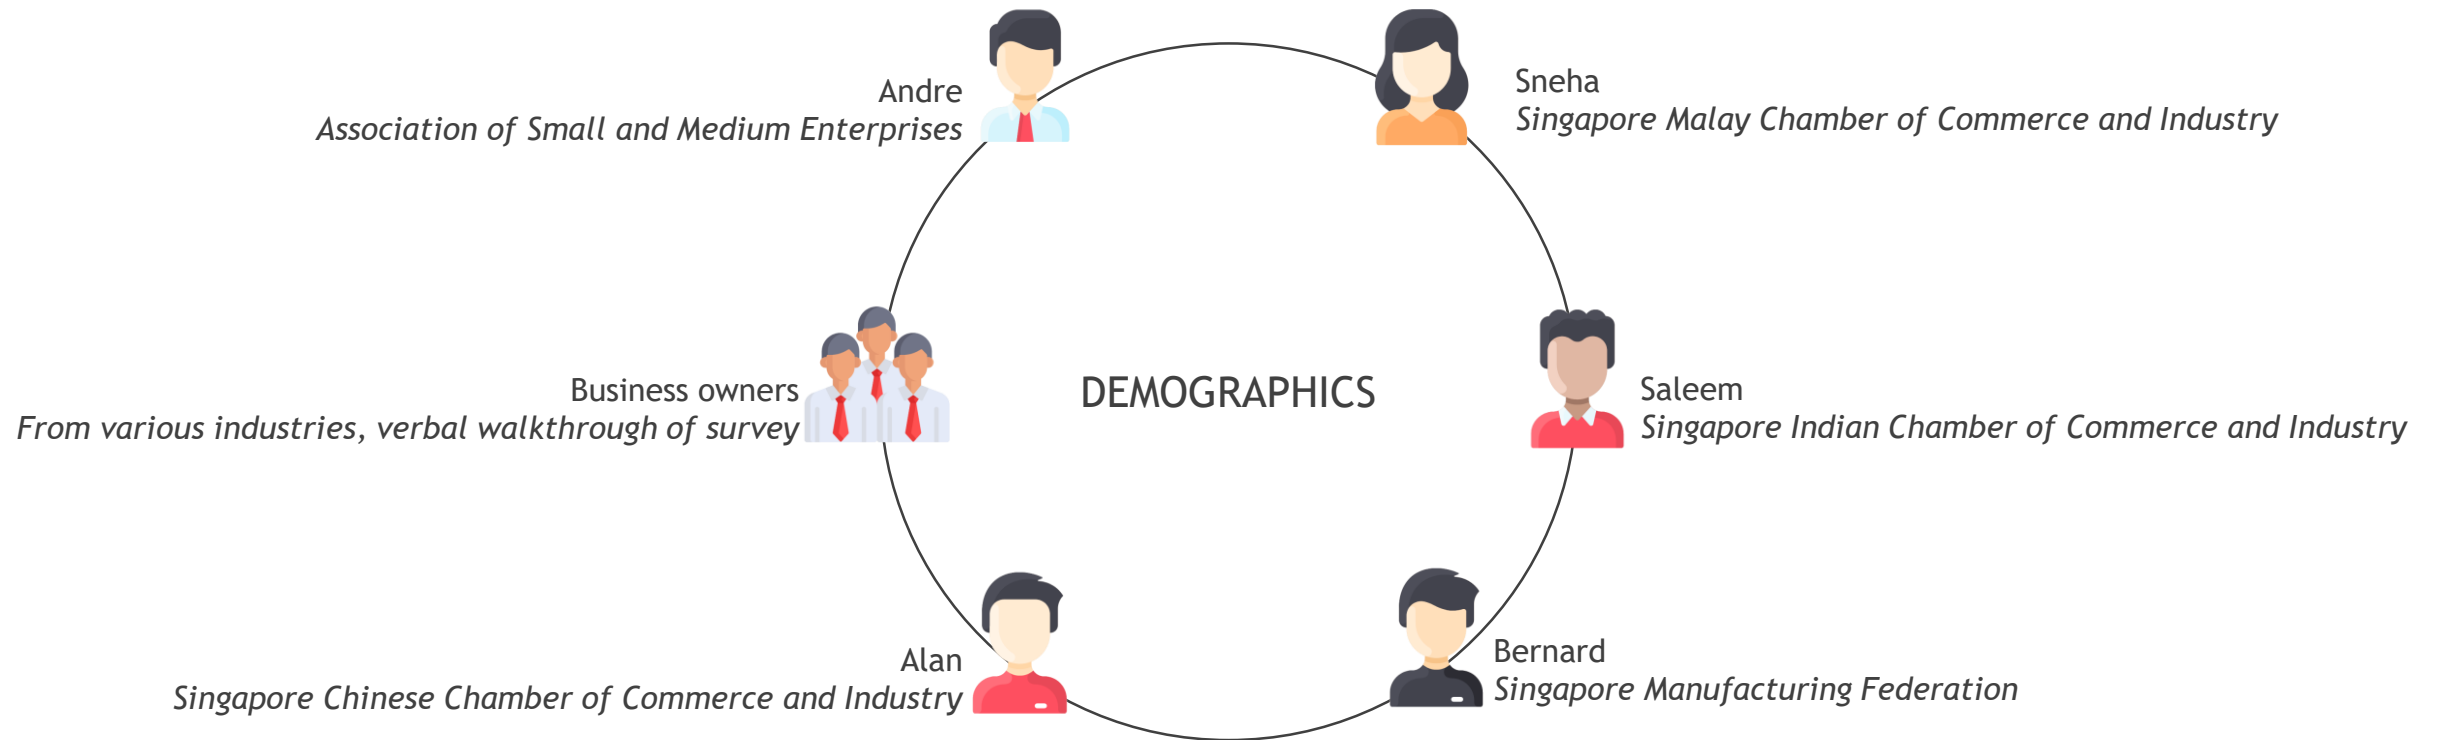 Andre
Association of Small and Medium Enterprises
Sneha
Singapore Malay Chamber of Commerce and Industry
Business owners
From various industries, verbal walkthrough of survey
DEMOGRAPHICS
Saleem
Singapore Indian Chamber of Commerce and Industry
Alan
Singapore Chinese Chamber of Commerce and Industry
Bernard
Singapore Manufacturing Federation